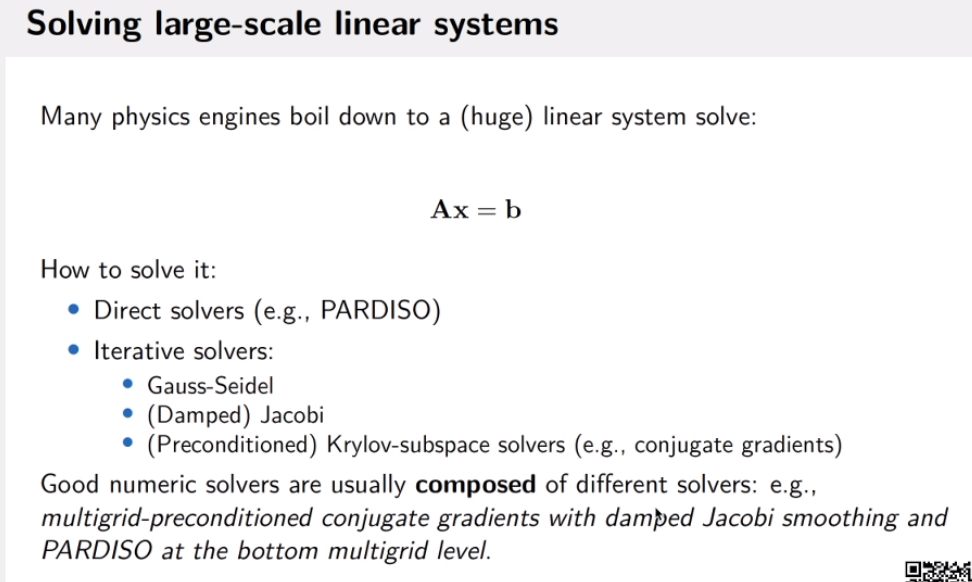 Solving large-scale linear systems
Many physics engines boil down to a (huge) linear system solve:
Ax = b
How to solve it:
• Direct solvers (e.g., PARDISO)
• Iterative solvers:
• Gauss-Seidel
• (Damped) Jacobi
• (Preconditioned) Krylov-subspace solvers (e.g., conjugate gradients)
Good numeric solvers are usually composed of different solvers: e.g.,
multigrid-preconditioned conjugate gradients with damped Jacobi smoothing and
PARDISO at the bottom multigrid level.